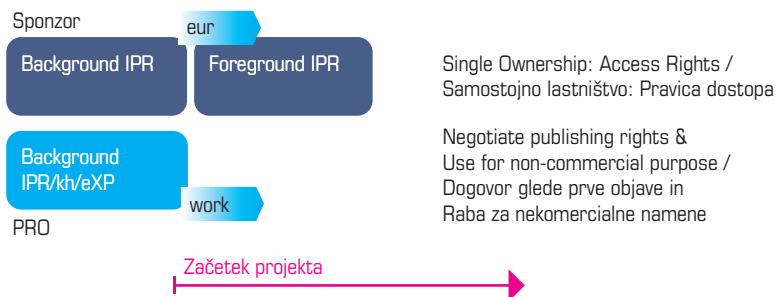 Sponzor
eur
Background IPR
Foreground IPR
Single Ownership: Access Rights /
Samostojno lastništvo: Pravica dostopa
Background
IPR/kh/eXP
Negotiate publishing rights &
Use for non-commercial purpose /
Dogovor glede prve objave in
Raba za nekomercialne namene
work
PRO
Začetek projekta